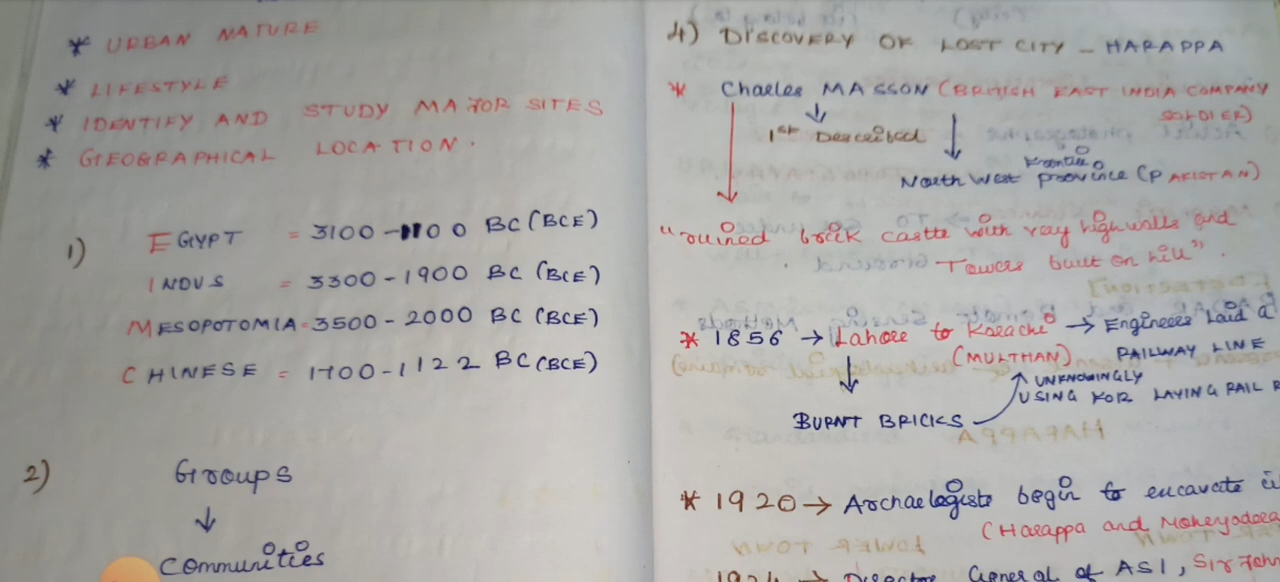 * URBAN NATURE
* LIFESTYLE
* IDENTIFY AND STUDY MAJOR SITES
* GEOGRAPHICAL LOCATION.
1) EGYPT = 3100-1100 BC (BCE)
INDUS = 3300-1900 BC (BCE)
MESOPOTOMIA = 3500-2000 BC (BCE)
CHINESE = 1700-1122 BC (BCE)
2) Groups
↓
Communities
4) DISCOVERY OF LOST CITY - HARAPPA
* Charles MASSON (BRITISH EAST INDIA COMPANY
SOLDIER)
1st Described
Frontier
North West province (PAKISTAN)
"ruined brick castle with very high walls and
Towers built on hill".
* 1856 → Lahore to Karachi → Engineers Laid a
(MULTHAN) RAILWAY LINE
UNKNOWINGLY
BURNT BRICKS USING FOR LAYING RAIL
* 1920 → Archaelogists begin to excavate
(Harappa and
1924 → Director General of ASI, Sir John